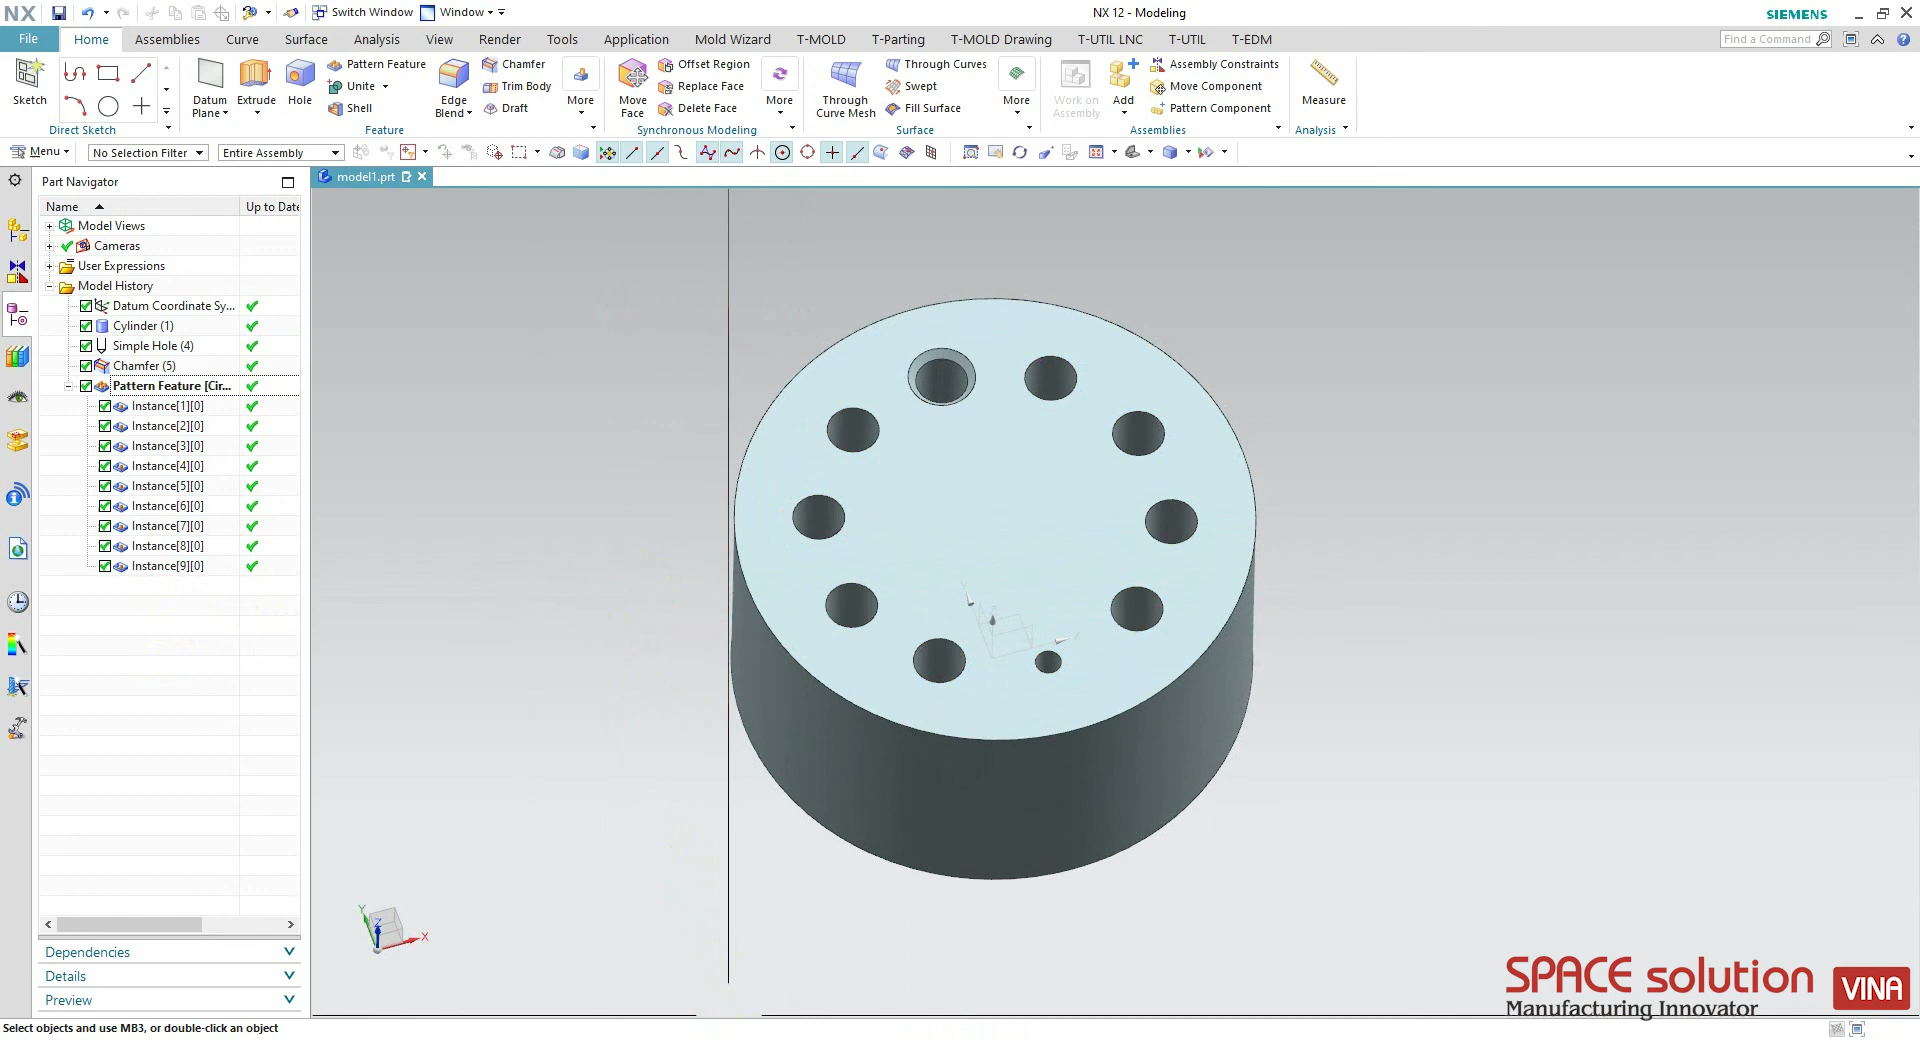 NX
Switch Window
Window
NX 12 - Modeling
SIEMENS
File
Home
Assemblies
Curve
Surface
Analysis
View
Render
Tools
Application
Mold Wizard
T-MOLD
T-Parting
T-MOLD Drawing
T-UTIL LNC
T-UTIL
T-EDM
Find a Command
Sketch
Direct Sketch
Datum Plane
Extrude
Hole
Pattern Feature
Unite
Shell
Edge Blend
Chamfer
Trim Body
Draft
More
Feature
Move Face
Offset Region
Replace Face
Delete Face
More
Synchronous Modeling
Through Curve Mesh
Through Curves
Swept
Fill Surface
More
Surface
Work on Assembly
Add
Assembly Constraints
Move Component
Pattern Component
Assemblies
Measure
Analysis
Menu
No Selection Filter
Entire Assembly
Part Navigator
model1.prt
Name
Up to Date
Model Views
Cameras
User Expressions
Model History
Datum Coordinate Sy...
Cylinder (1)
Simple Hole (4)
Chamfer (5)
Pattern Feature [Cir...
Instance[1][0]
Instance[2][0]
Instance[3][0]
Instance[4][0]
Instance[5][0]
Instance[6][0]
Instance[7][0]
Instance[8][0]
Instance[9][0]
Y
X
Y
Z
X
Dependencies
Details
Preview
SPACE solution
VINA
Manufacturing Innovator
Select objects and use MB3, or double-click an object